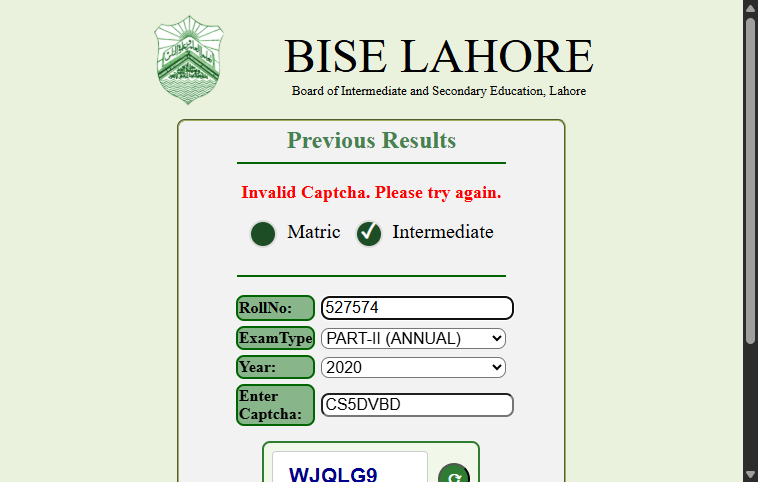 BISE LAHORE
Board of Intermediate and Secondary Education, Lahore
Previous Results
Invalid Captcha. Please try again.
Matric Intermediate
RollNo: 527574
ExamType PART-II (ANNUAL)
Year: 2020
Enter
Captcha: CS5DVBD
WJQLG9